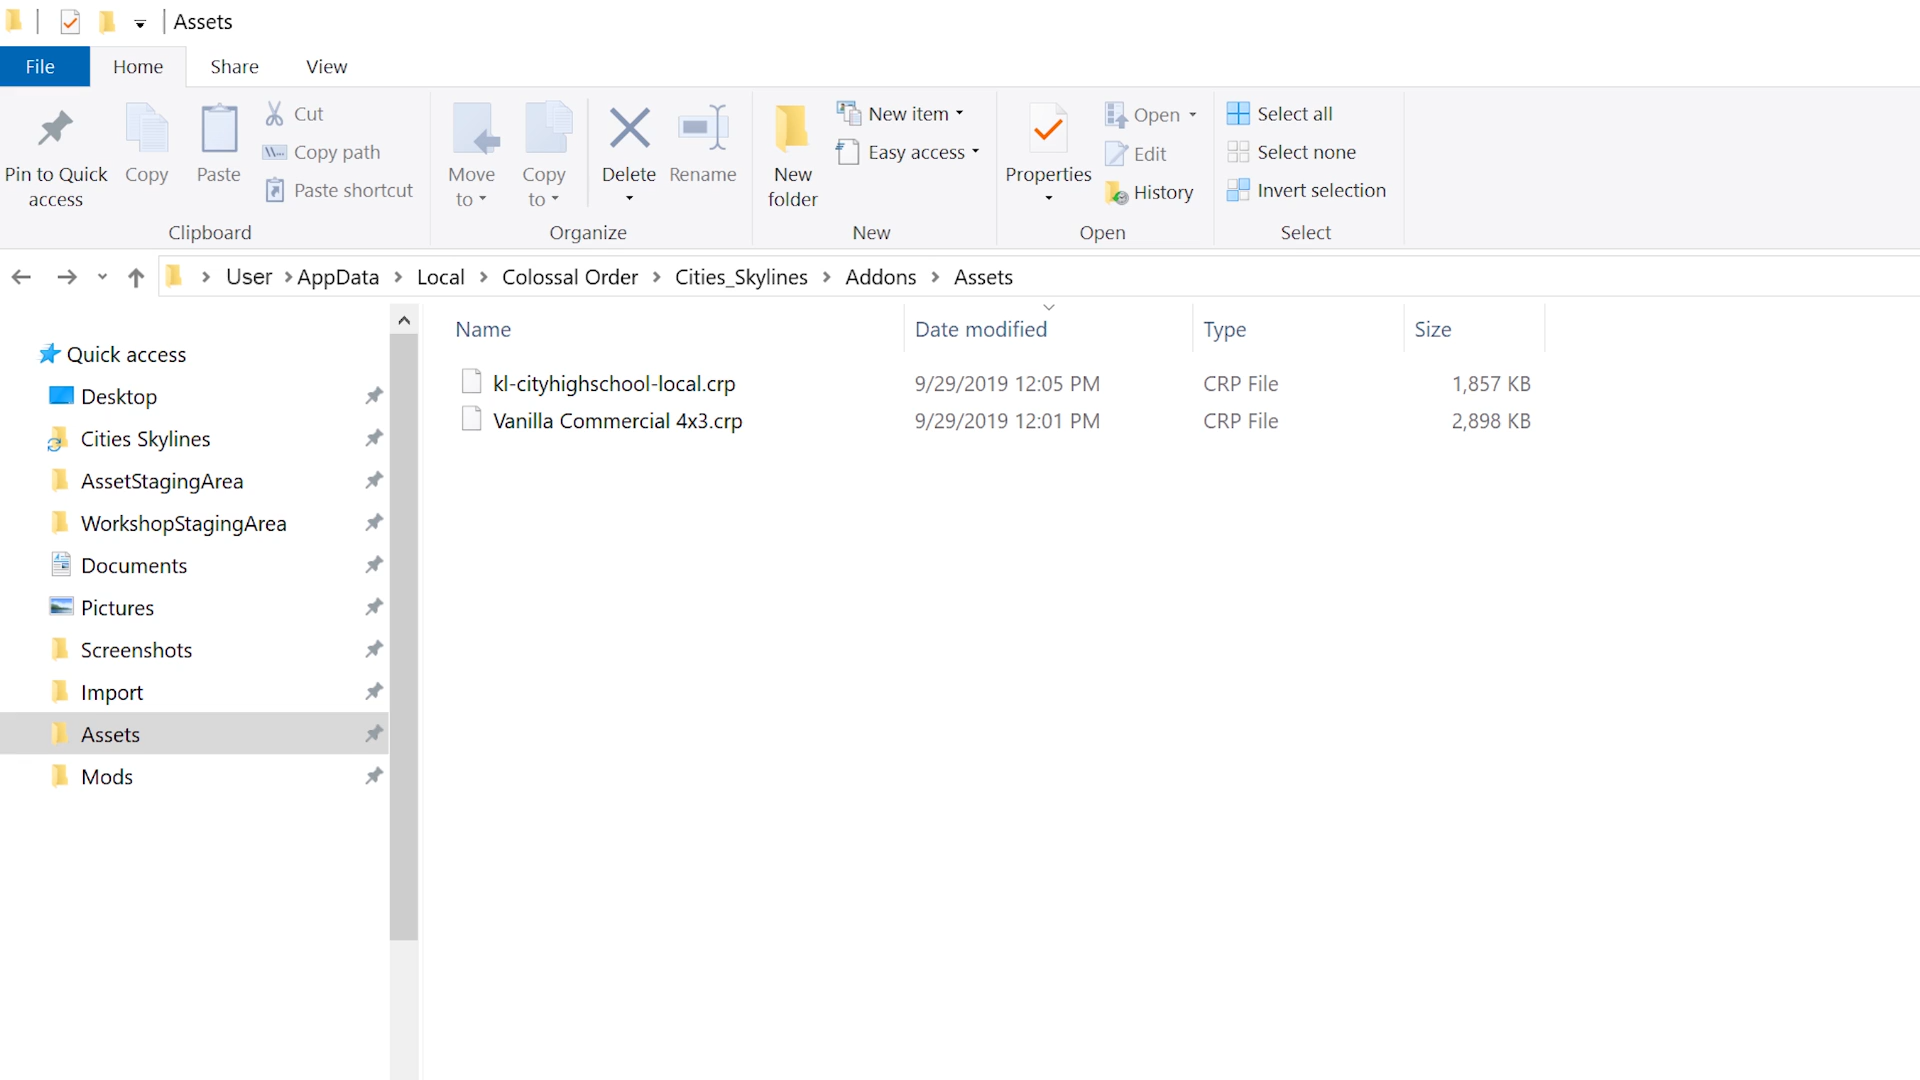 Assets
File Home Share View
Pin to Quick access
Copy
Paste
Cut
Copy path
Paste shortcut
Clipboard
Move to
Copy to
Delete
Rename
Organize
New folder
New item
Easy access
New
Properties
Open
Edit
History
Open
Select all
Select none
Invert selection
Select
User > AppData > Local > Colossal Order > Cities_Skylines > Addons > Assets
Quick access
Desktop
Cities Skylines
AssetStagingArea
WorkshopStagingArea
Documents
Pictures
Screenshots
Import
Assets
Mods
Name Date modified Type Size
kl-cityhighschool-local.crp 9/29/2019 12:05 PM CRP File 1,857 KB
Vanilla Commercial 4x3.crp 9/29/2019 12:01 PM CRP File 2,898 KB